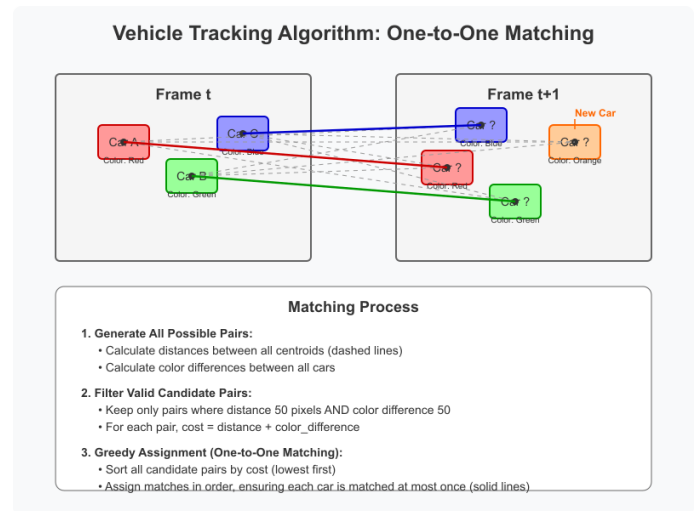 Vehicle Tracking Algorithm: One-to-One Matching
Frame t
Frame t+1
New Car
Car A
Color: Red
Car C
Color: Blue
Car B
Color: Green
Car ?
Color: Blue
Car ?
Color: Orange
Car ?
Color: Red
Car ?
Color: Green
Matching Process
1. Generate All Possible Pairs:
• Calculate distances between all centroids (dashed lines)
• Calculate color differences between all cars
2. Filter Valid Candidate Pairs:
• Keep only pairs where distance 50 pixels AND color difference 50
• For each pair, cost = distance + color_difference
3. Greedy Assignment (One-to-One Matching):
• Sort all candidate pairs by cost (lowest first)
• Assign matches in order, ensuring each car is matched at most once (solid lines)